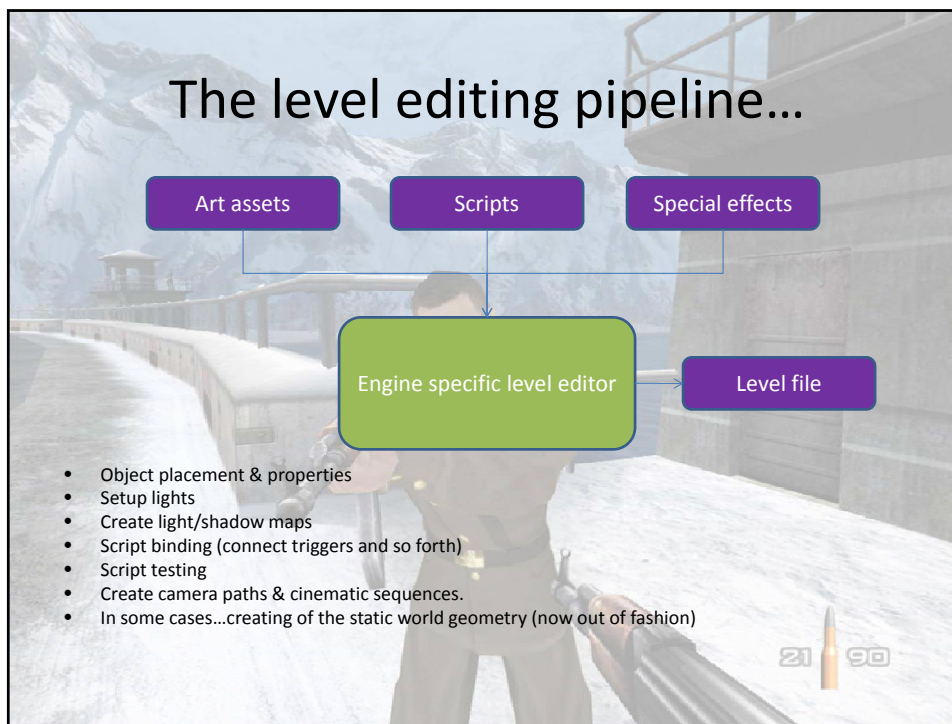 The level editing pipeline...
Art assets
Scripts
Special effects
Engine specific level editor
Level file
• Object placement & properties
• Setup lights
• Create light/shadow maps
• Script binding (connect triggers and so forth)
• Script testing
• Create camera paths & cinematic sequences.
• In some cases...creating of the static world geometry (now out of fashion)
21 90